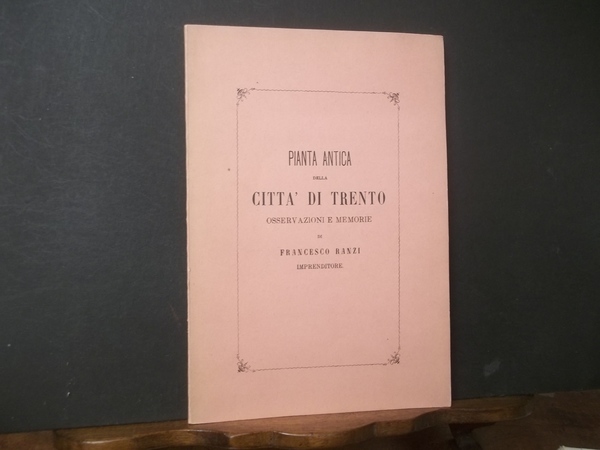 PIANTA ANTICA
DELLA
CITTA' DI TRENTO
OSSERVAZIONI E MEMORIE
DI
FRANCESCO RANZI
IMPRENDITORE.